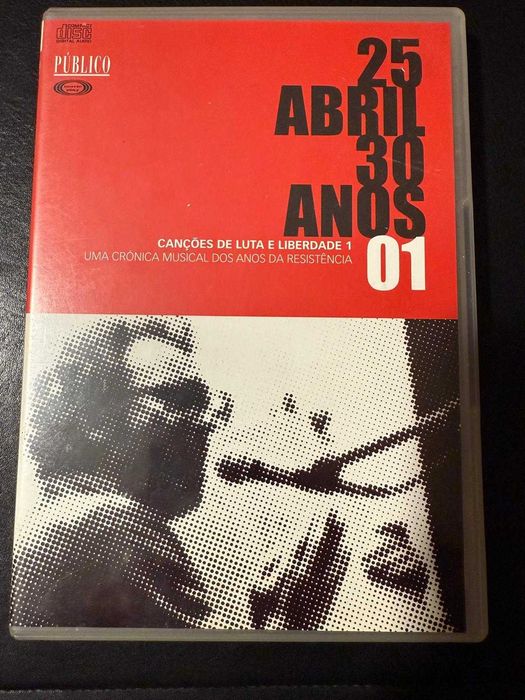 COMPACT
disc
DIGITAL AUDIO
PÚBLICO
25
ABRIL
30
ANOS
CANÇÕES DE LUTA E LIBERDADE 1
UMA CRÓNICA MUSICAL DOS ANOS DA RESISTÊNCIA
01